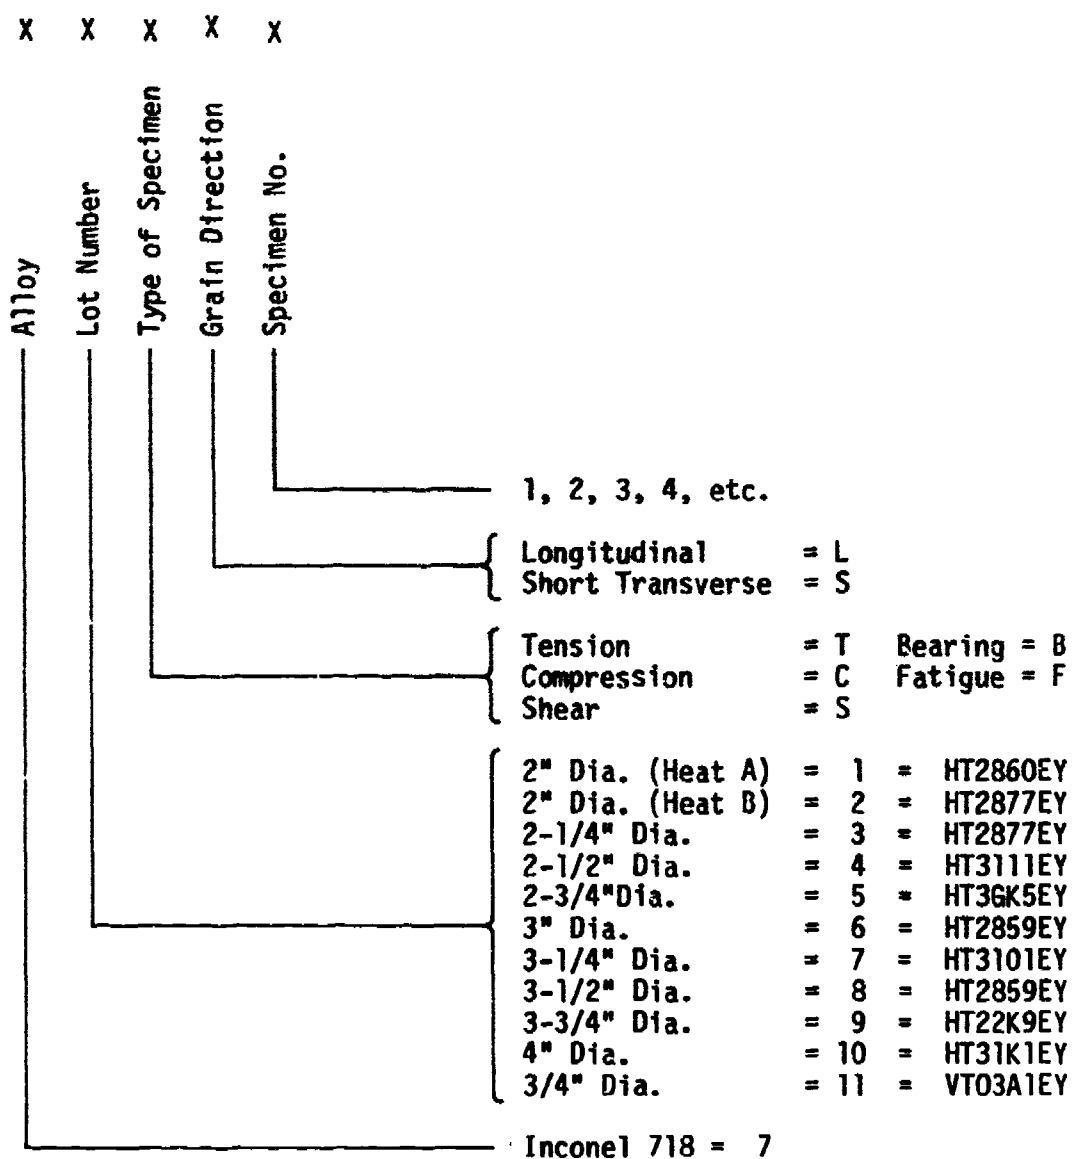 X X X X X
Alloy
Lot Number
Type of Specimen
Grain Direction
Specimen No.
1, 2, 3, 4, etc.
Longitudinal = L
Short Transverse = S
Tension = T Bearing = B
Compression = C Fatigue = F
Shear = S
2" Dia. (Heat A) = 1 = HT2860EY
2" Dia. (Heat B) = 2 = HT2877EY
2-1/4" Dia. = 3 = HT2877EY
2-1/2" Dia. = 4 = HT3111EY
2-3/4"Dia. = 5 = HT3GK5EY
3" Dia. = 6 = HT2859EY
3-1/4" Dia. = 7 = HT3101EY
3-1/2" Dia. = 8 = HT2859EY
3-3/4" Dia. = 9 = HT22K9EY
4" Dia. = 10 = HT31K1EY
3/4" Dia. = 11 = VT03A1EY
Inconel 718 = 7